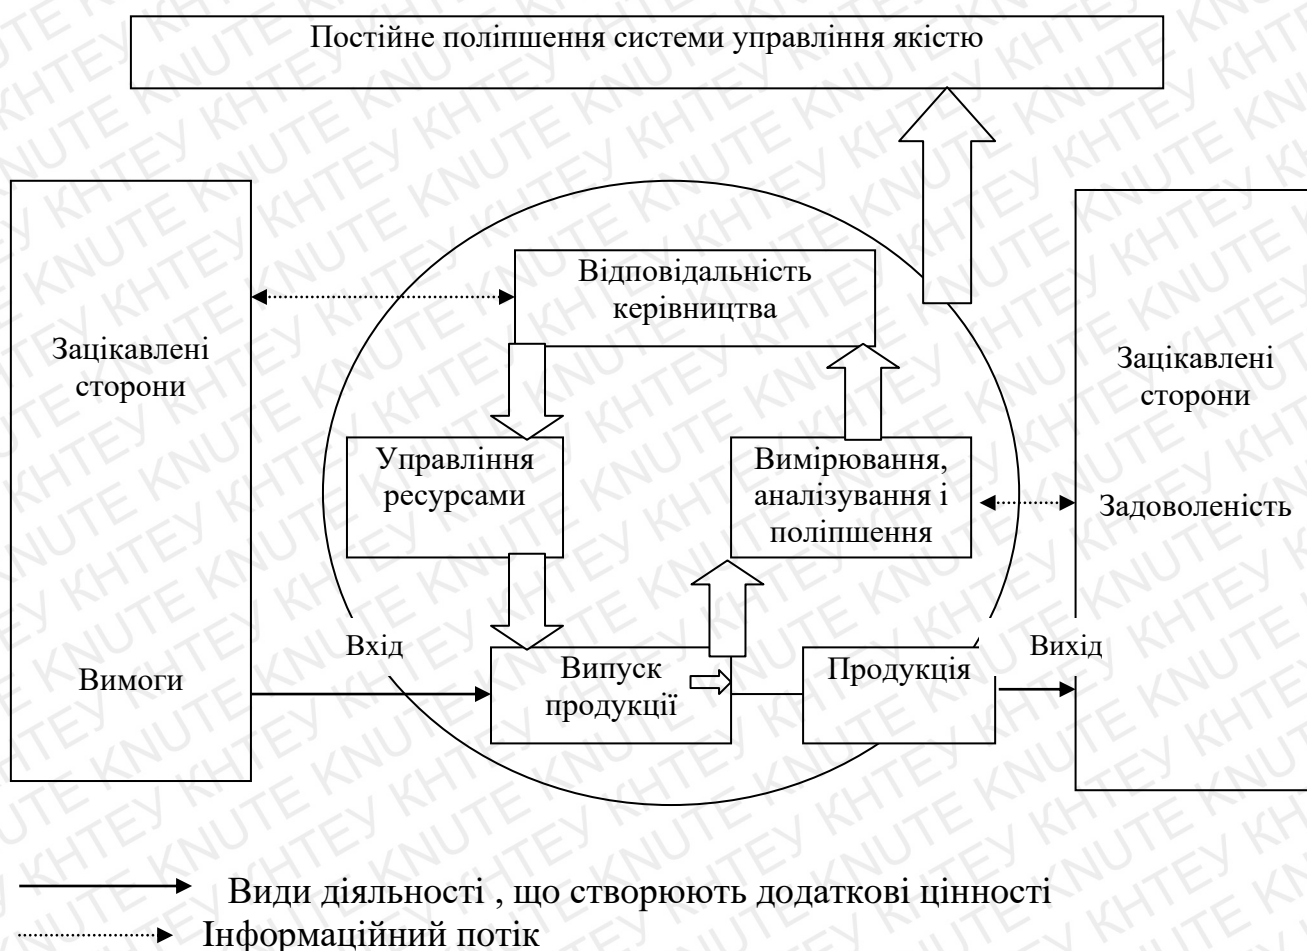 Постійне поліпшення системи управління якістю
Відповідальність
керівництва
Зацікавлені
сторони
Зацікавлені
сторони
Управління
ресурсами
Вимірювання,
аналізування і
поліпшення
Задоволеність
Вхід
Вихід
Вимоги
Випуск
продукції
Продукція
Види діяльності , що створюють додаткові цінності
Інформаційний потік